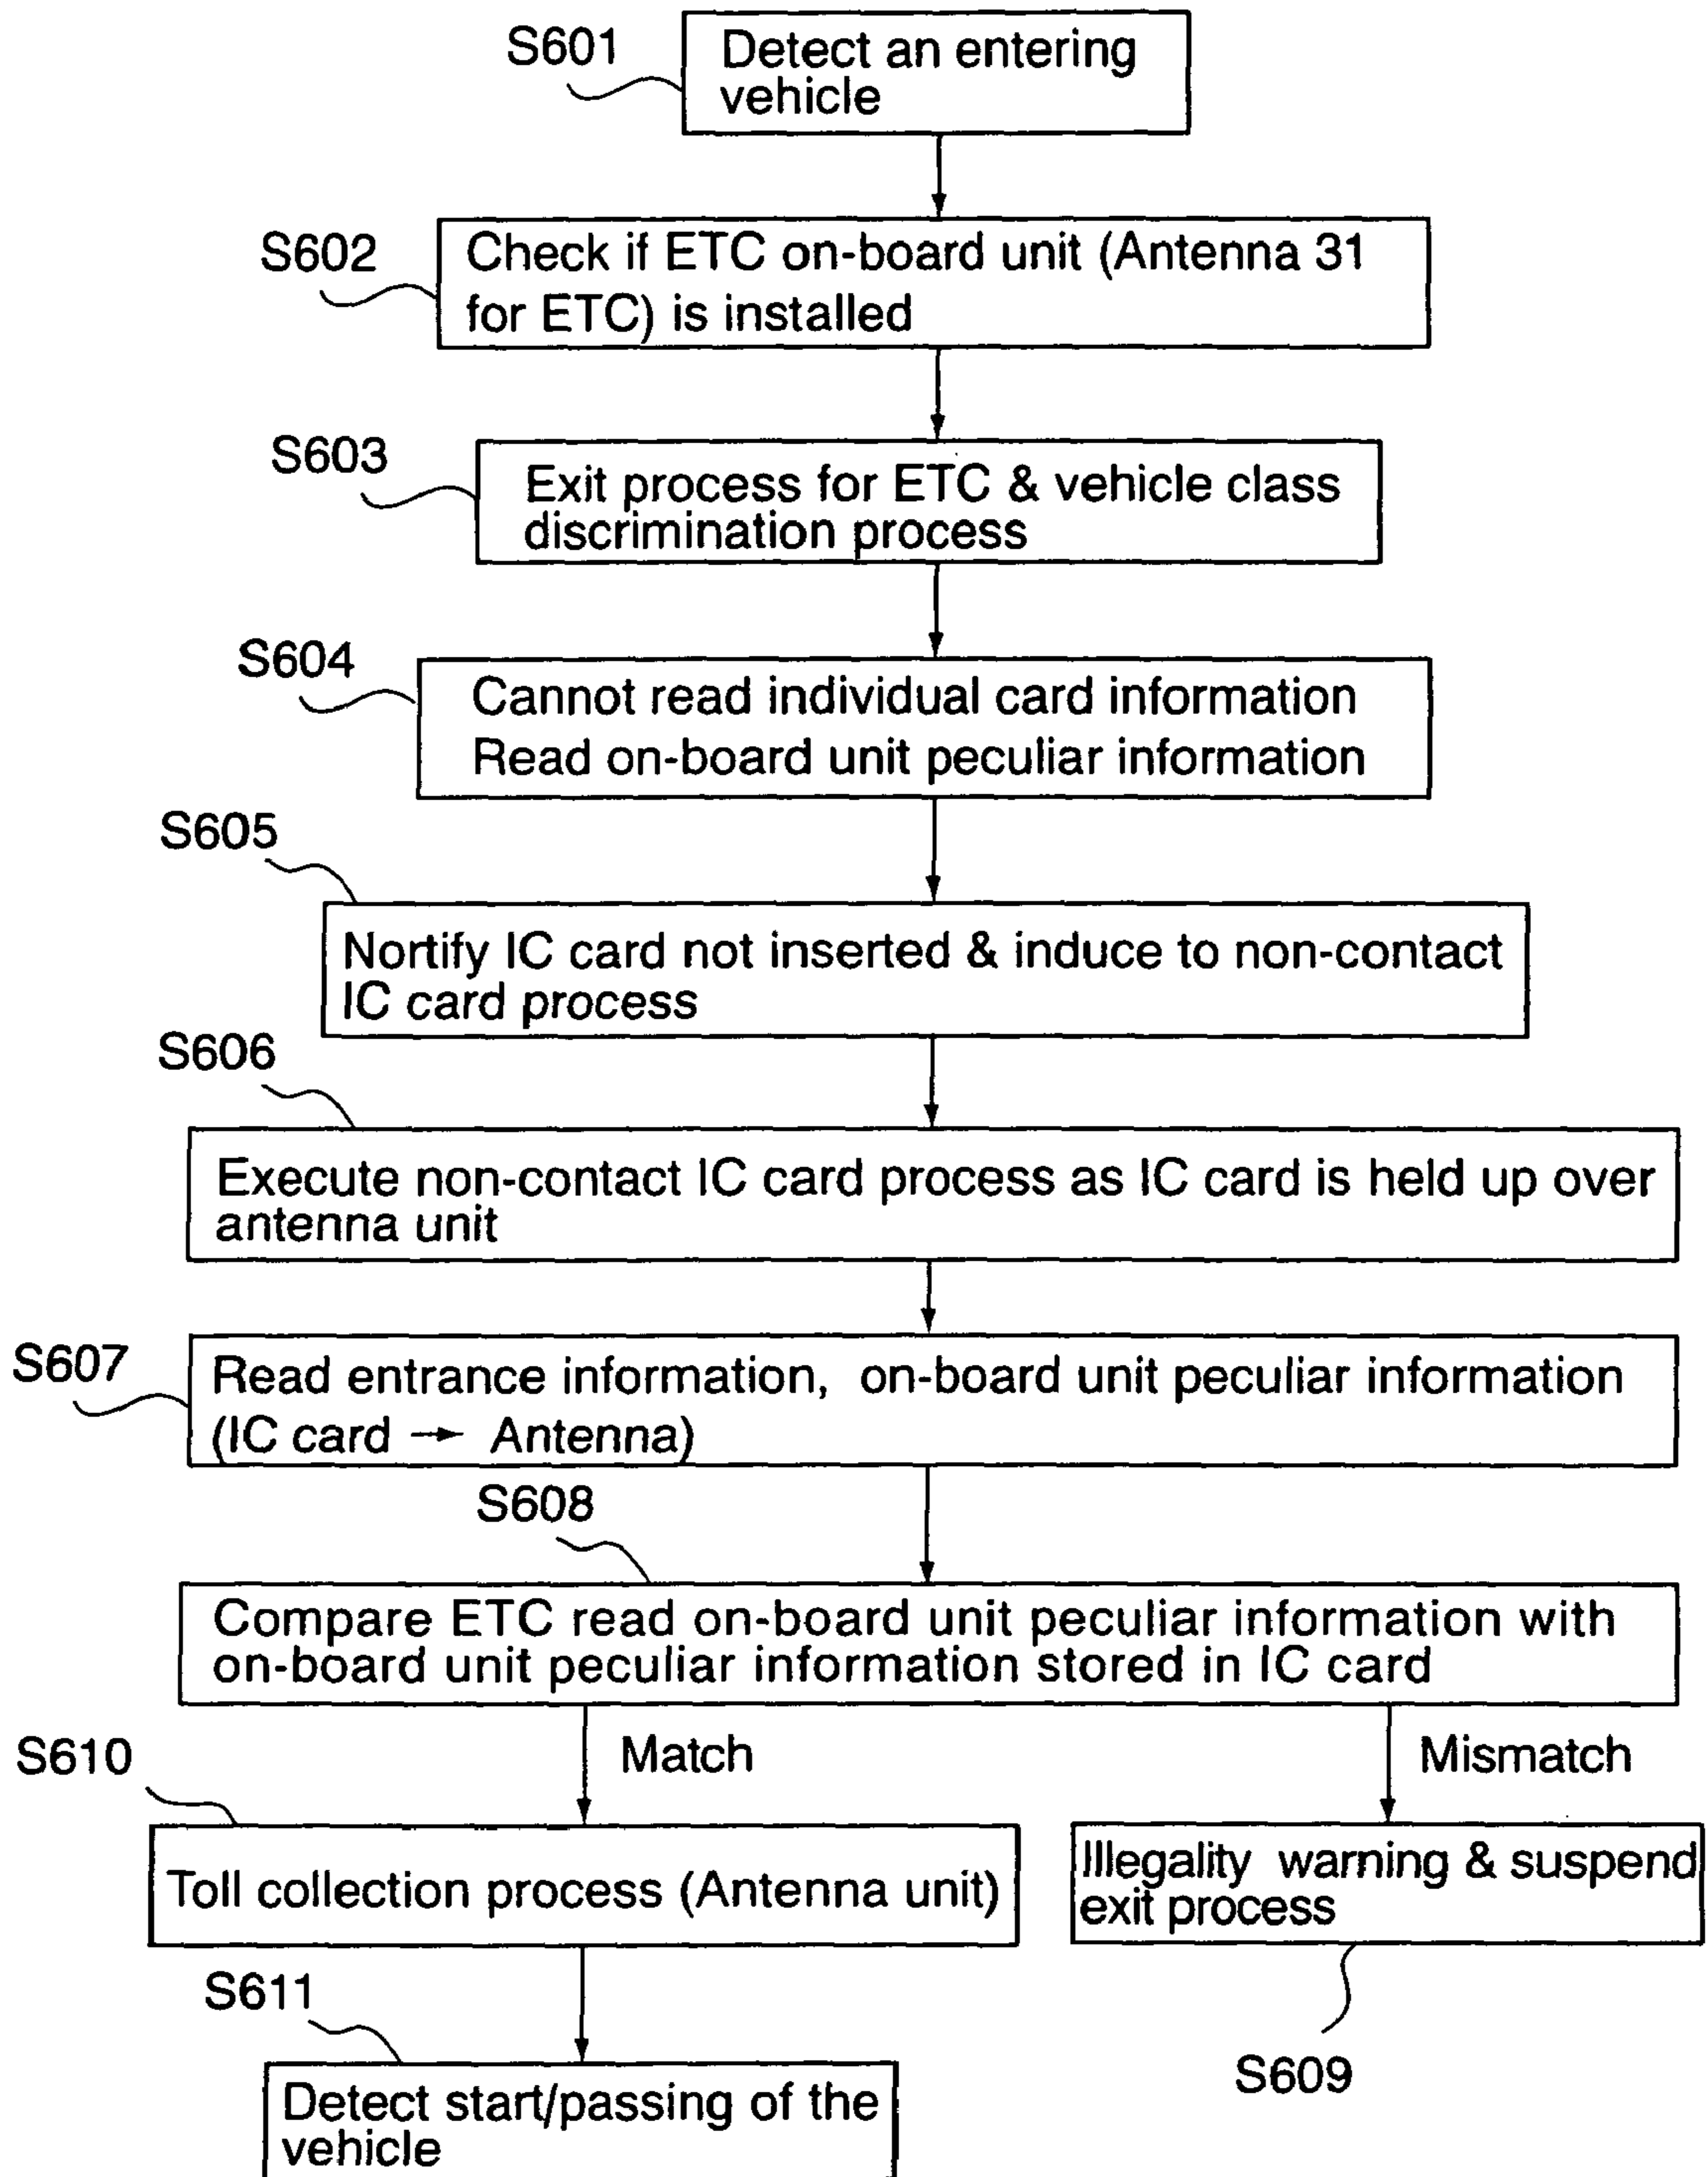 S601
Detect an entering
vehicle
S602
Check if ETC on-board unit (Antenna 31
for ETC) is installed
S603
Exit process for ETC & vehicle class
discrimination process
S604
Cannot read individual card information
Read on-board unit peculiar information
S605
Nortify IC card not inserted & induce to non-contact
IC card process
S606
Execute non-contact IC card process as IC card is held up over
antenna unit
S607
Read entrance information, on-board unit peculiar information
(IC card → Antenna)
S608
Compare ETC read on-board unit peculiar information with
on-board unit peculiar information stored in IC card
Match
Mismatch
S610
Toll collection process (Antenna unit)
Illegality warning & suspend
exit process
S609
S611
Detect start/passing of the
vehicle